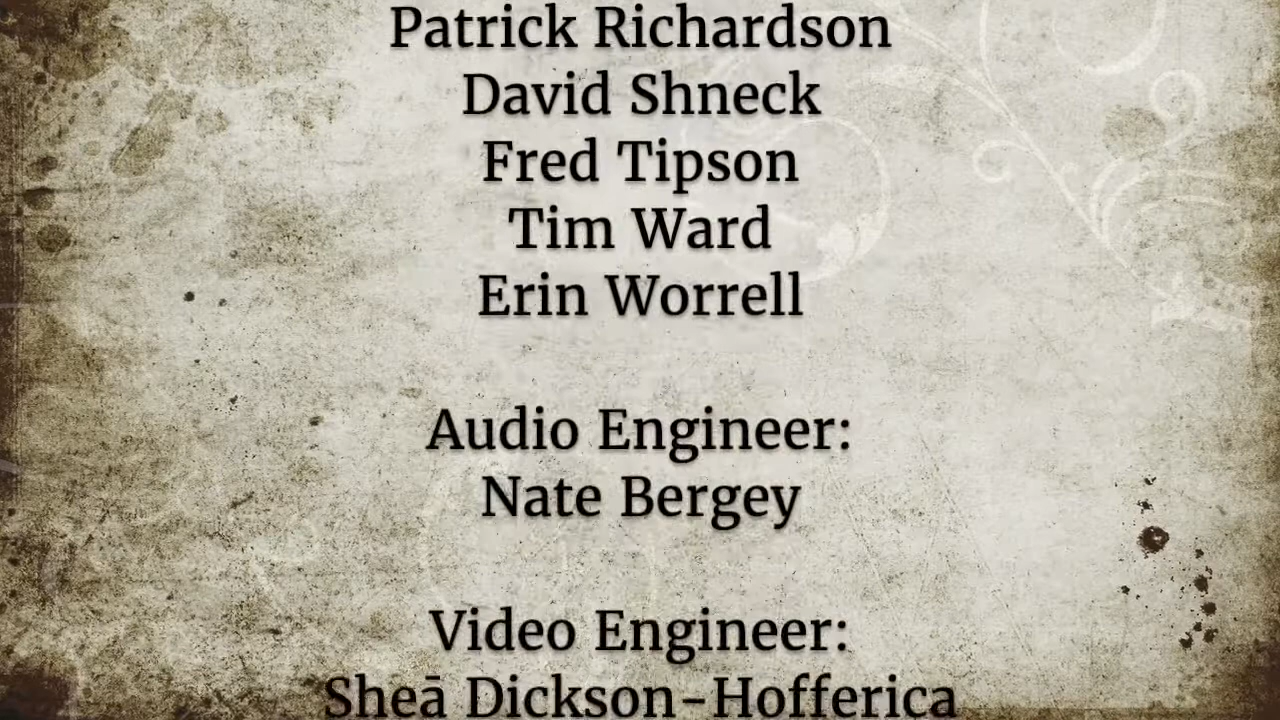 Patrick Richardson
David Shneck
Fred Tipson
Tim Ward
Erin Worrell
Audio Engineer:
Nate Bergey
Video Engineer:
Sheā Dickson-Hofferica